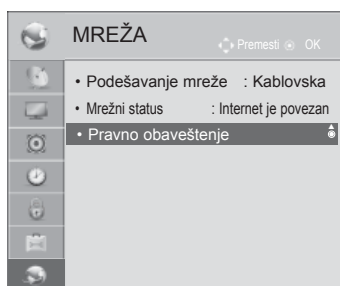 MREŽA
Premesti OK
• Podešavanje mreže : Kablovska
• Mrežni status : Internet je povezan
• Pravno obaveštenje